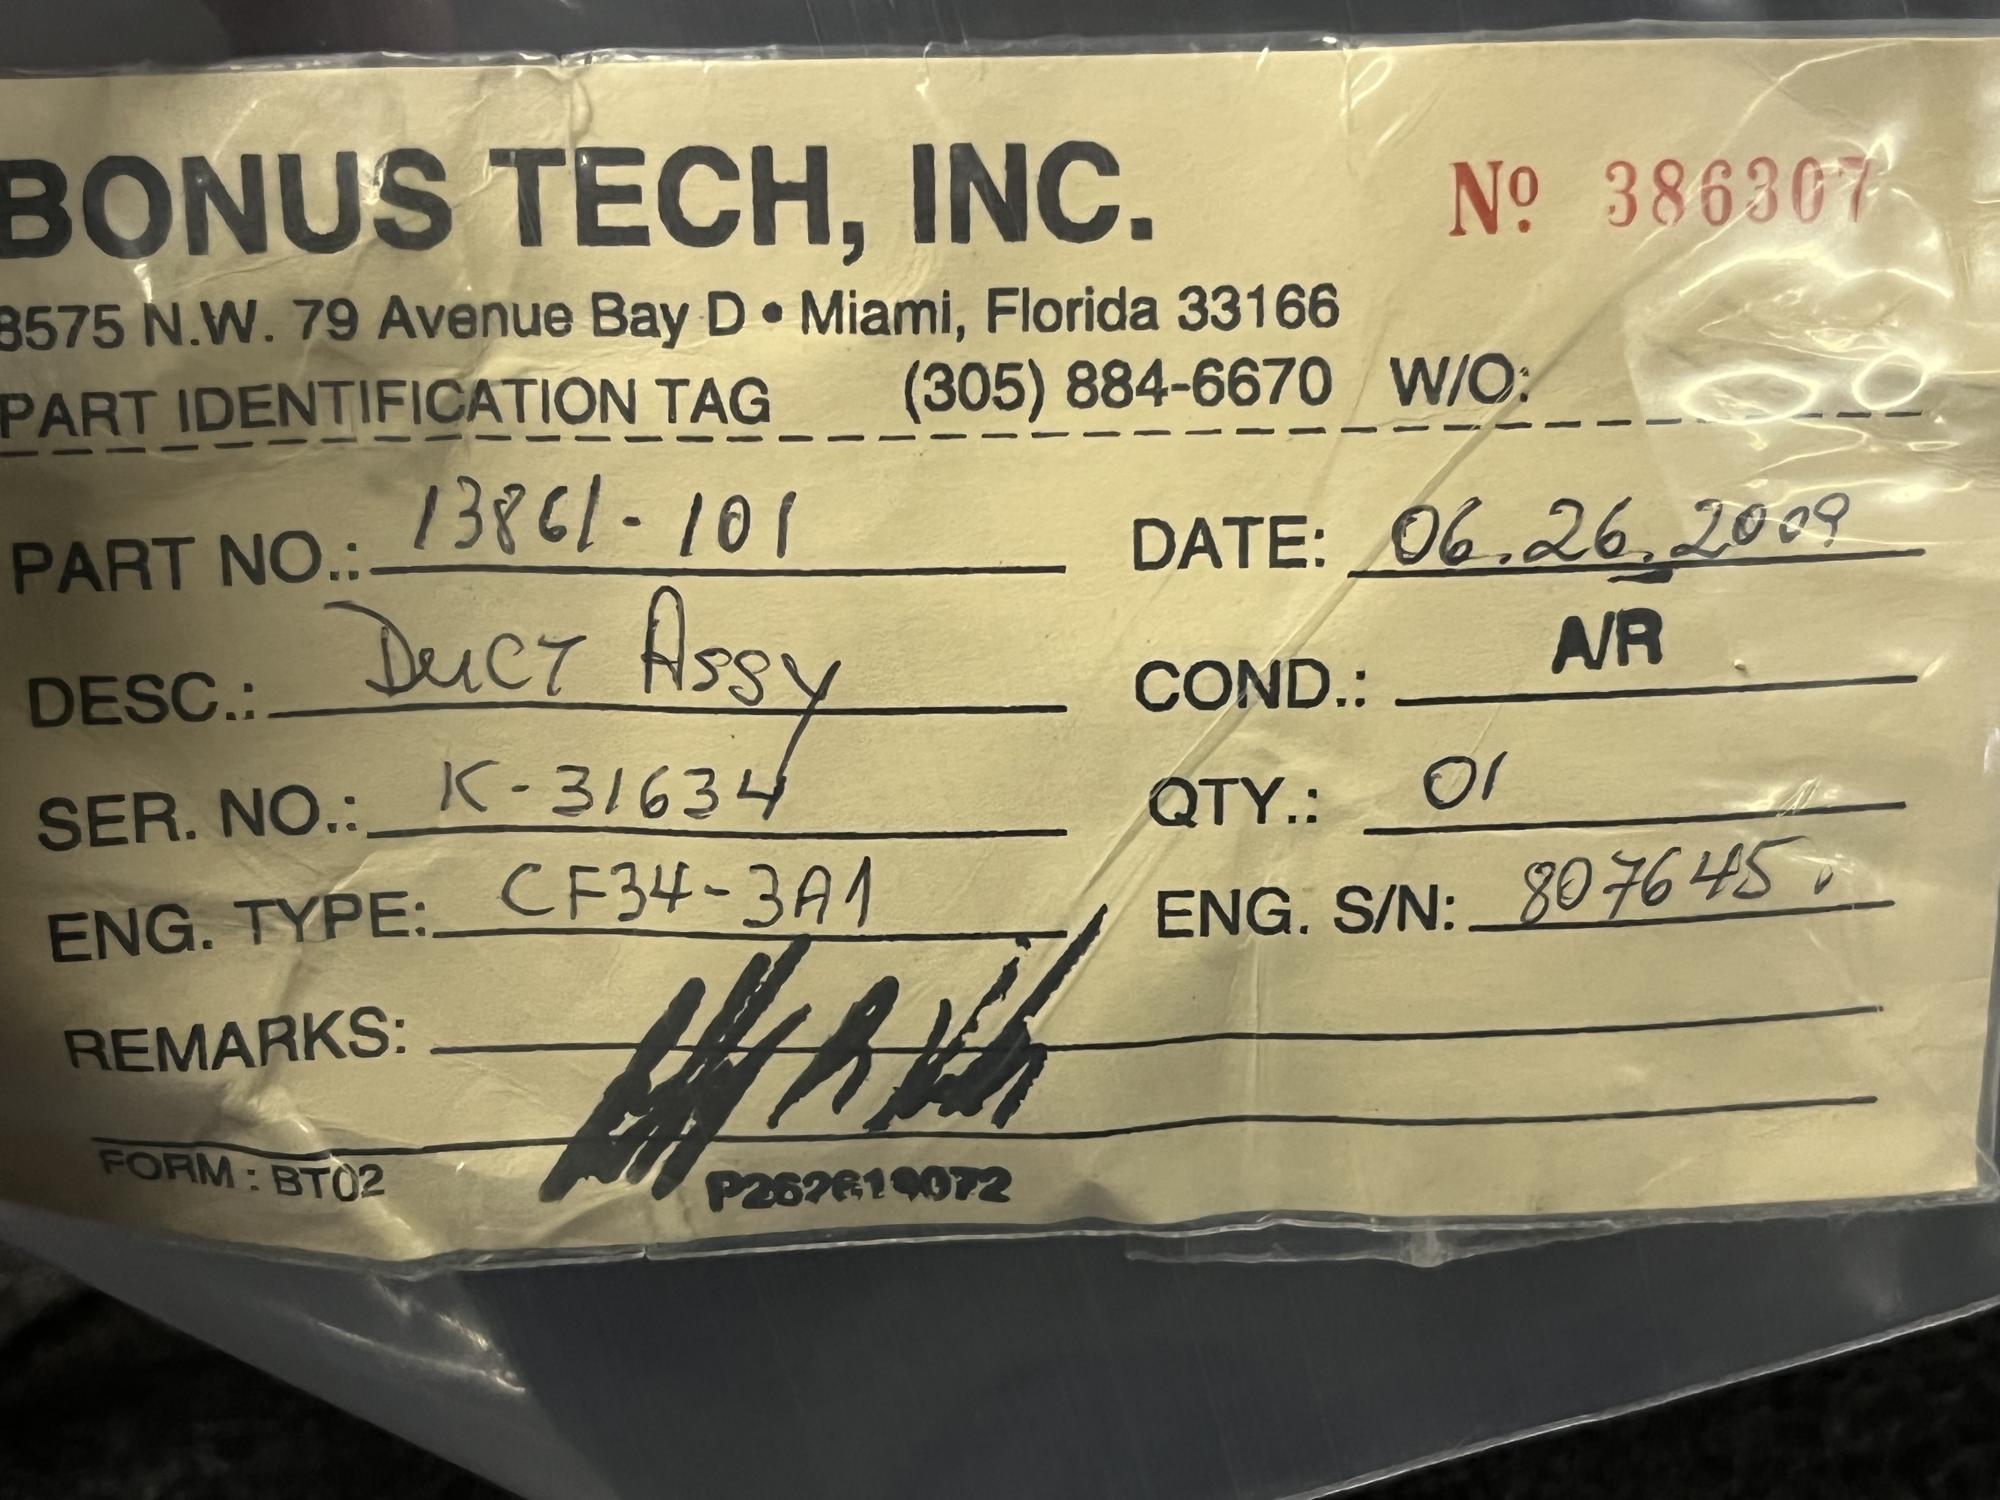 BONUS TECH, INC. Nº 386307
8575 N.W. 79 Avenue Bay D • Miami, Florida 33166
PART IDENTIFICATION TAG (305) 884-6670 W/O:
PART NO.: 13861-101 DATE: 06.26.2009
DESC.: Duct Assy COND.: A/R
SER. NO.: K-31634 QTY.: 01
ENG. TYPE: CF34-3A1 ENG. S/N: 807645
REMARKS:
FORM : BT02